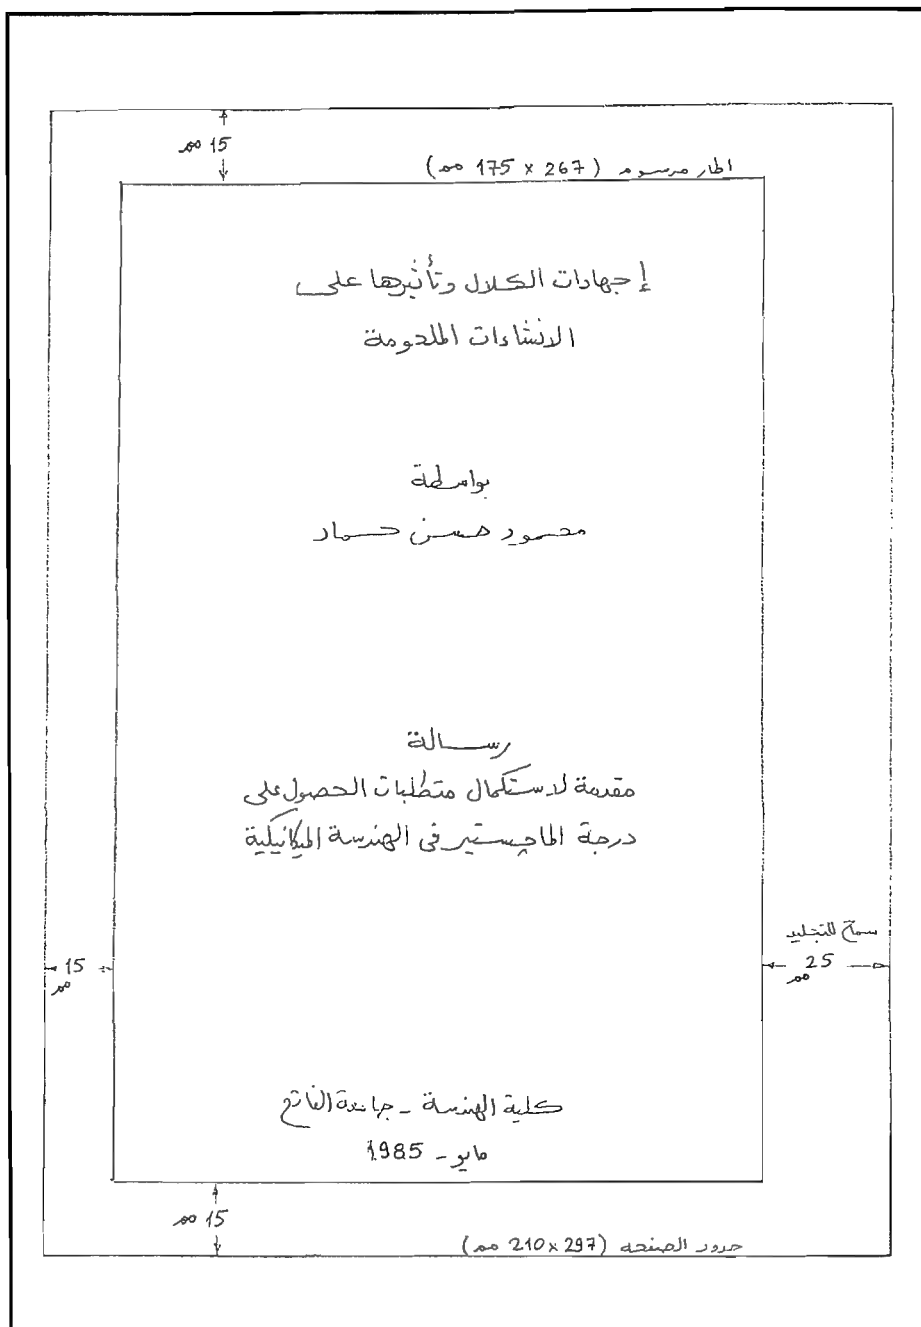 15 مم
اطار مرسوم (267 × 175 مم)
إجهادات الكلال وتأثيرها على
الانشاءات الملحومة
بواسطة
محمود حسن حماد
رسالة
مقدمة لاستكمال متطلبات الحصول على
درجة الماجستير فى الهندسة الميكانيكية
سماح للتجليد
25
مم
15
مم
كلية الهندسة - جامعة الفاتح
مايو - 1985
15 مم
حدود الصفحه (297 × 210 مم)